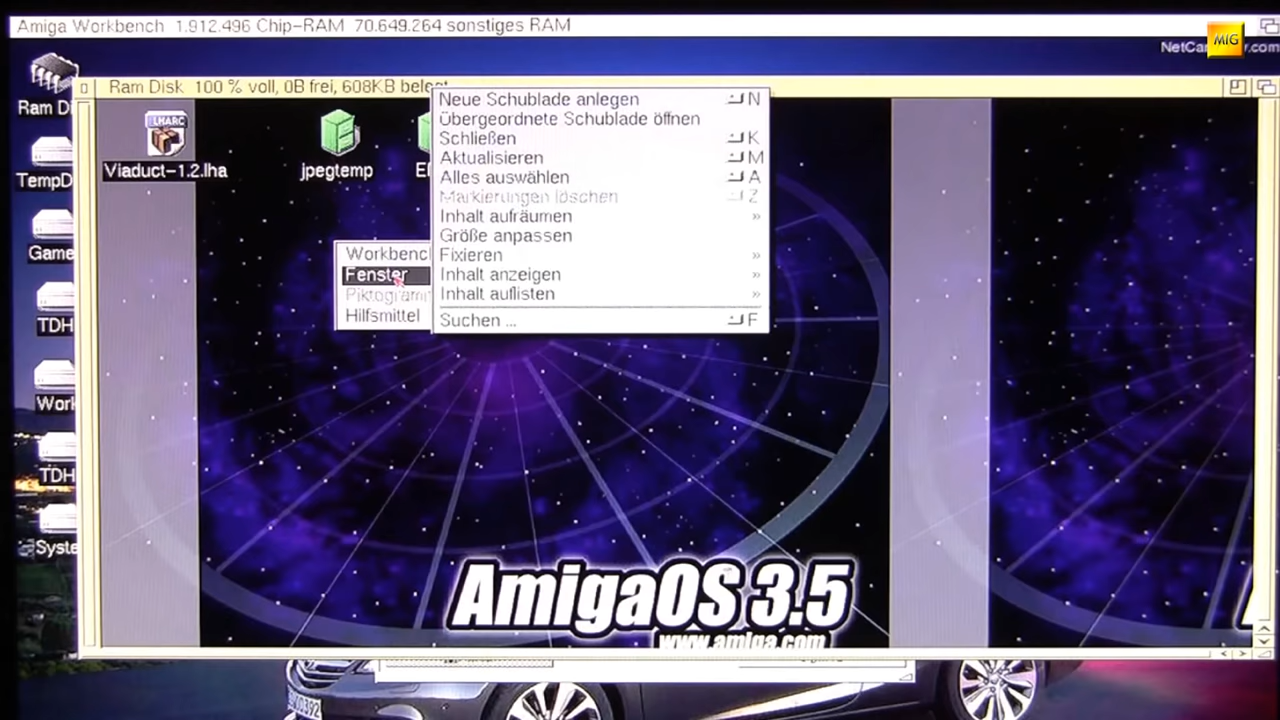 Amiga Workbench 1.912.496 Chip-RAM 70.649.264 sonstiges RAM
MIG
Ram Disk 100 % voll, 0B frei, 608KB belegt
Ram Di
LHARC
Viaduct-1.2.lha
jpegtemp
TempD
Game
TDH
Work
TDH
Syste
Workbench
Fenster
Piktogramm
Hilfsmittel
Neue Schublade anlegen N
Übergeordnete Schublade öffnen
Schließen K
Aktualisieren M
Alles auswählen A
Markierungen löschen Z
Inhalt aufräumen »
Größe anpassen
Fixieren »
Inhalt anzeigen »
Inhalt auflisten »
Suchen ... F
AmigaOS 3.5
www.amiga.com